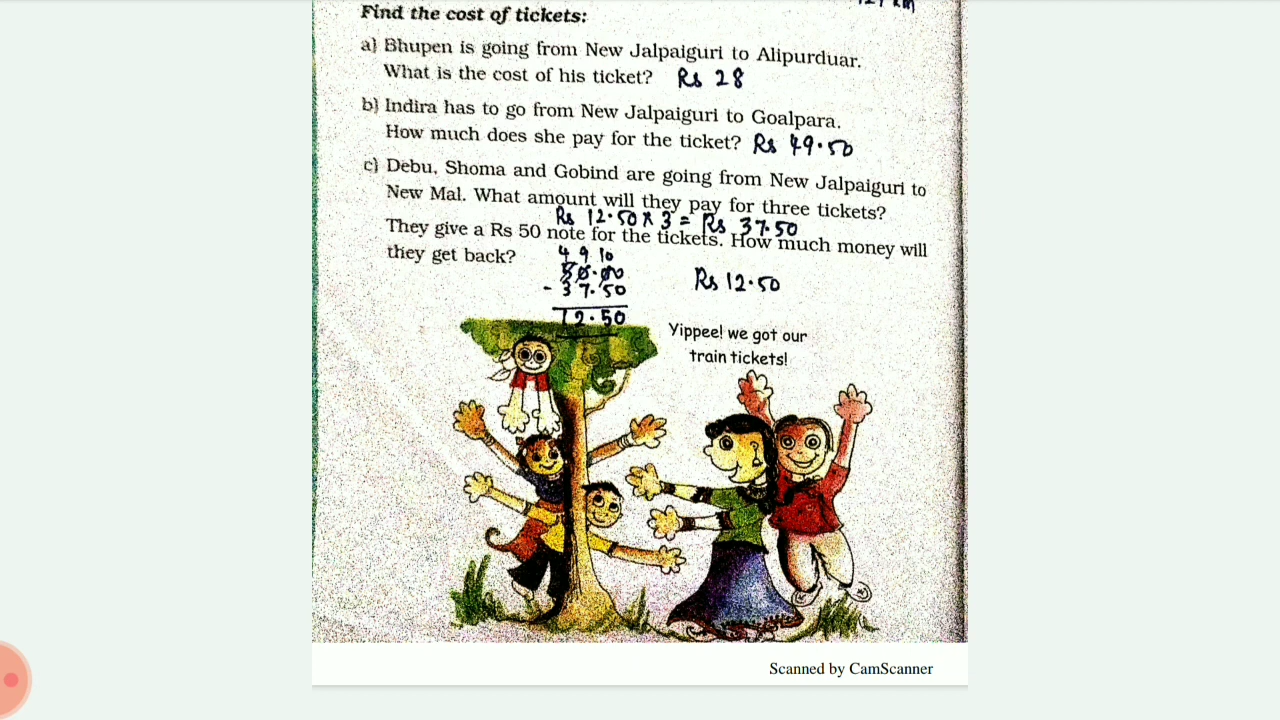 Find the cost of tickets:
a) Bhupen is going from New Jalpaiguri to Alipurduar.
What is the cost of his ticket? Rs 28
b) Indira has to go from New Jalpaiguri to Goalpara.
How much does she pay for the ticket? Rs 49.50
c) Debu, Shoma and Gobind are going from New Jalpaiguri to
New Mal. What amount will they pay for three tickets?
Rs 12.50 x 3 = Rs 37.50
They give a Rs 50 note for the tickets. How much money will
they get back?
4 9 10
50.00
- 37.50
12.50
Rs 12.50
Yippee! we got our
train tickets!
Scanned by CamScanner